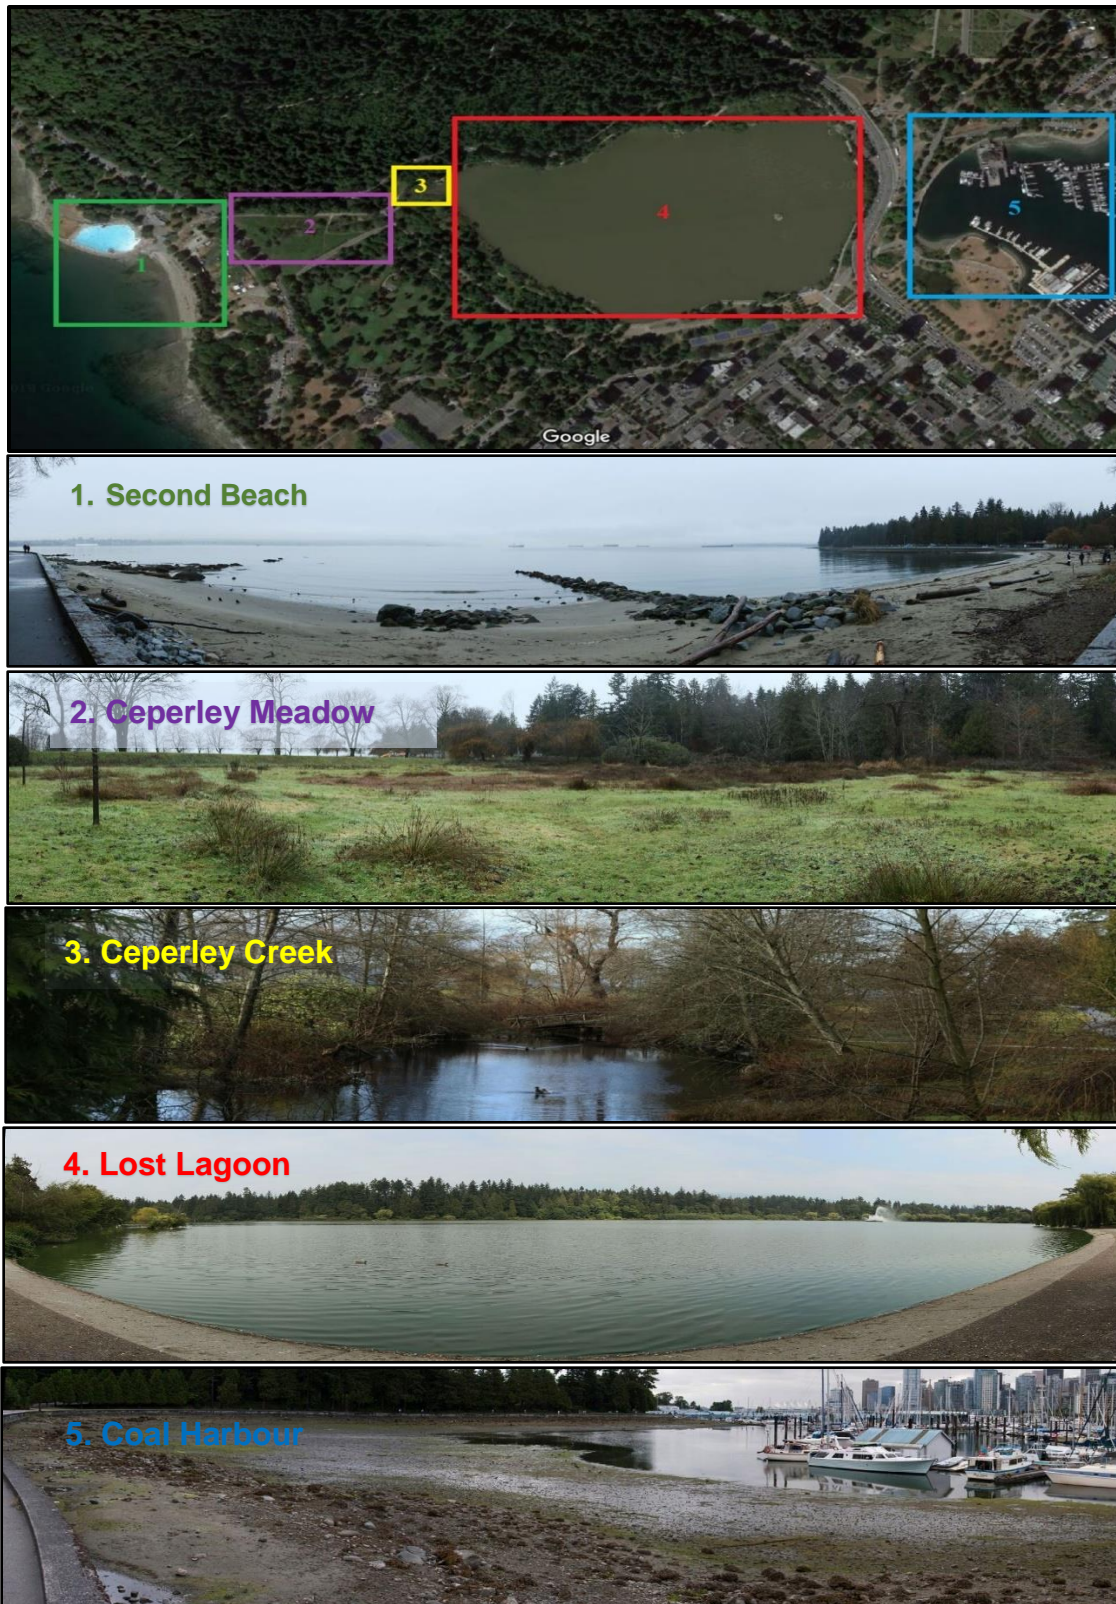 3
2
4
5
1
Google
1. Second Beach
2. Ceperley Meadow
3. Ceperley Creek
4. Lost Lagoon
5. Coal Harbour